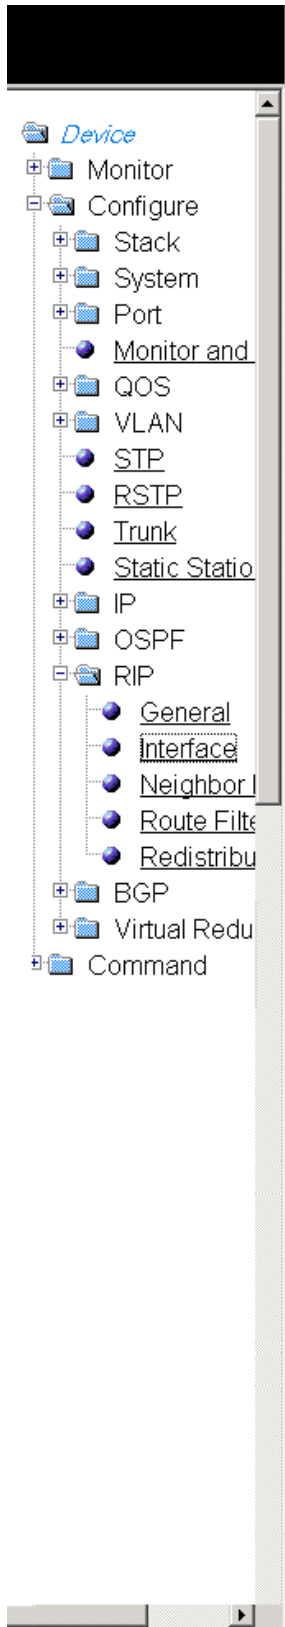 Device
Monitor
Configure
Stack
System
Port
Monitor and
QOS
VLAN
STP
RSTP
Trunk
Static Statio
IP
OSPF
RIP
General
Interface
Neighbor
Route Filte
Redistribu
BGP
Virtual Redu
Command